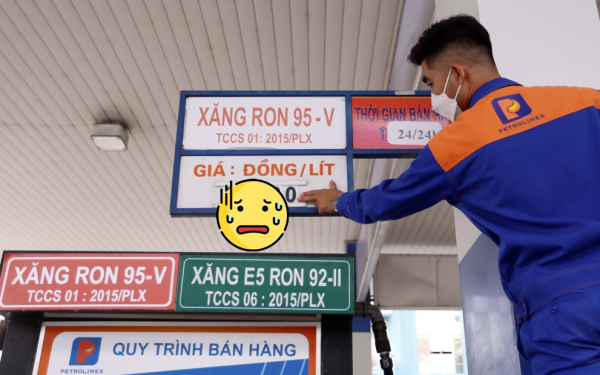 XĂNG RON 95-V
TCCS 01: 2015/PLX
THỜI GIAN BÁN
24/24
GIÁ : ĐỒNG/LÍT
0
PETROLIMEX
XĂNG RON 95-V
TCCS 01 : 2015/PLX
XĂNG E5 RON 92-II
TCCS 06 : 2015/PLX
PETROLIMEX
QUY TRÌNH BÁN HÀNG